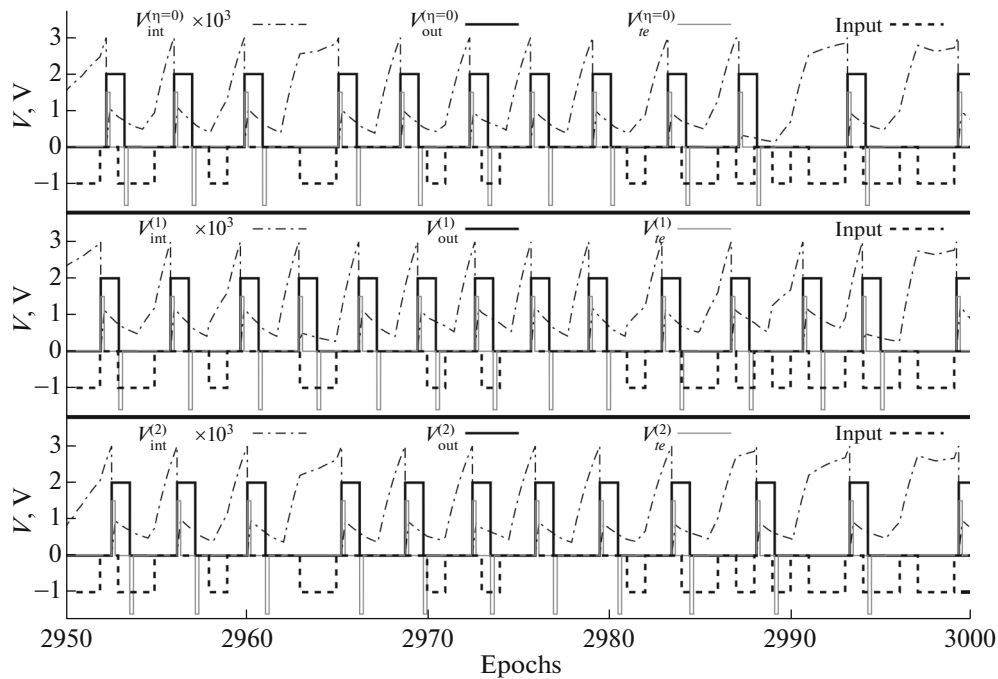 V_int^(η=0) ×10^3 V_out^(η=0) V_te^(η=0) Input
V, V
3
2
1
0
−1
V_int^(1) ×10^3 V_out^(1) V_te^(1) Input
V, V
3
2
1
0
−1
V_int^(2) ×10^3 V_out^(2) V_te^(2) Input
V, V
3
2
1
0
−1
2950 2960 2970 2980 2990 3000
Epochs